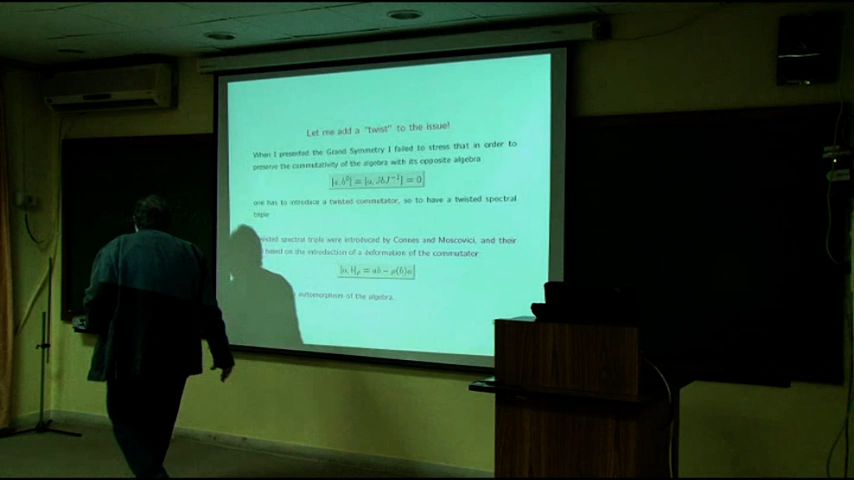 Let me add a "twist" to the issue!
When I presented the Grand Symmetry I failed to stress that in order to
preserve the commutativity of the algebra with its opposite algebra
[a, b⁰] = [a, JbJ⁻¹] = 0
one has to introduce a twisted commutator, so to have a twisted spectral
triple
spectral triple were introduced by Connes and Moscovici, and their
based on the introduction of a deformation of the commutator:
[a, b]ρ = ab − ρ(b)a
automorphism of the algebra.